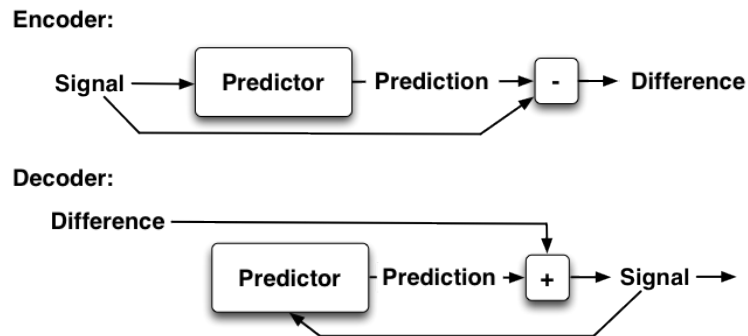 Encoder:
Signal Predictor Prediction - Difference
Decoder:
Difference
Predictor Prediction + Signal